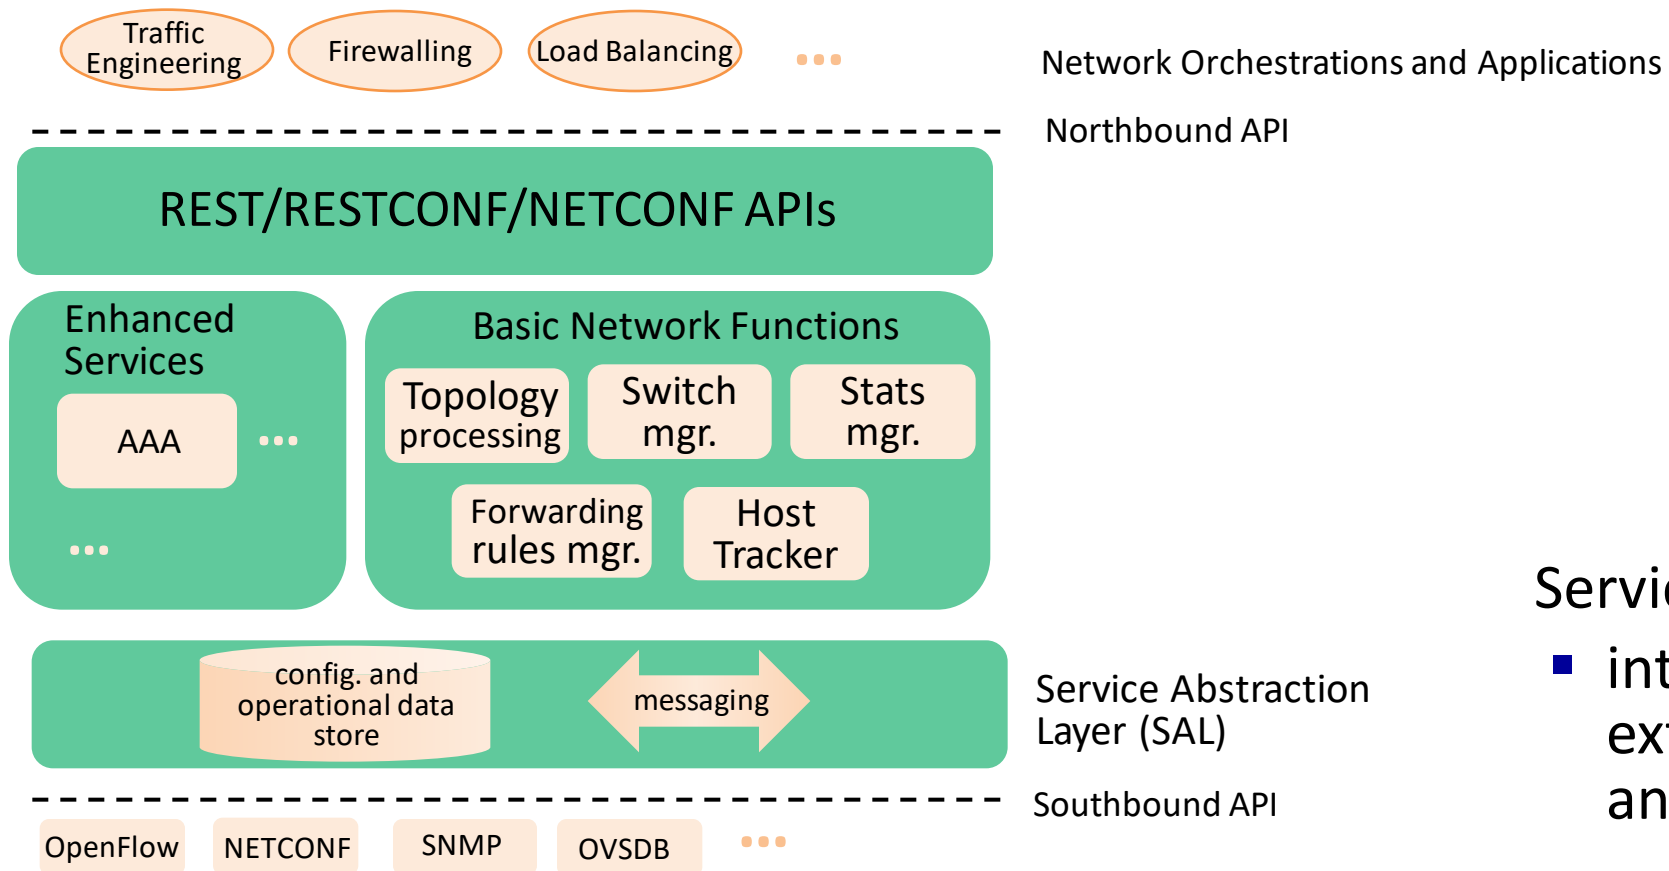 Traffic
Engineering
Firewalling
Load Balancing
...
Network Orchestrations and Applications
Northbound API
REST/RESTCONF/NETCONF APIs
Enhanced
Services
AAA
...
...
Basic Network Functions
Topology
processing
Switch
mgr.
Stats
mgr.
Forwarding
rules mgr.
Host
Tracker
config. and
operational data
store
messaging
Service Abstraction
Layer (SAL)
Southbound API
OpenFlow
NETCONF
SNMP
OVSDB
...